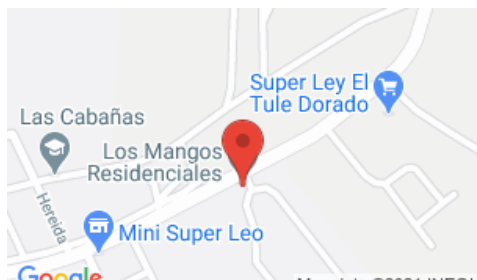 Super Ley El
Tule Dorado
Las Cabañas
Los Mangos
Residenciales
Hereida
Mini Super Leo
Google